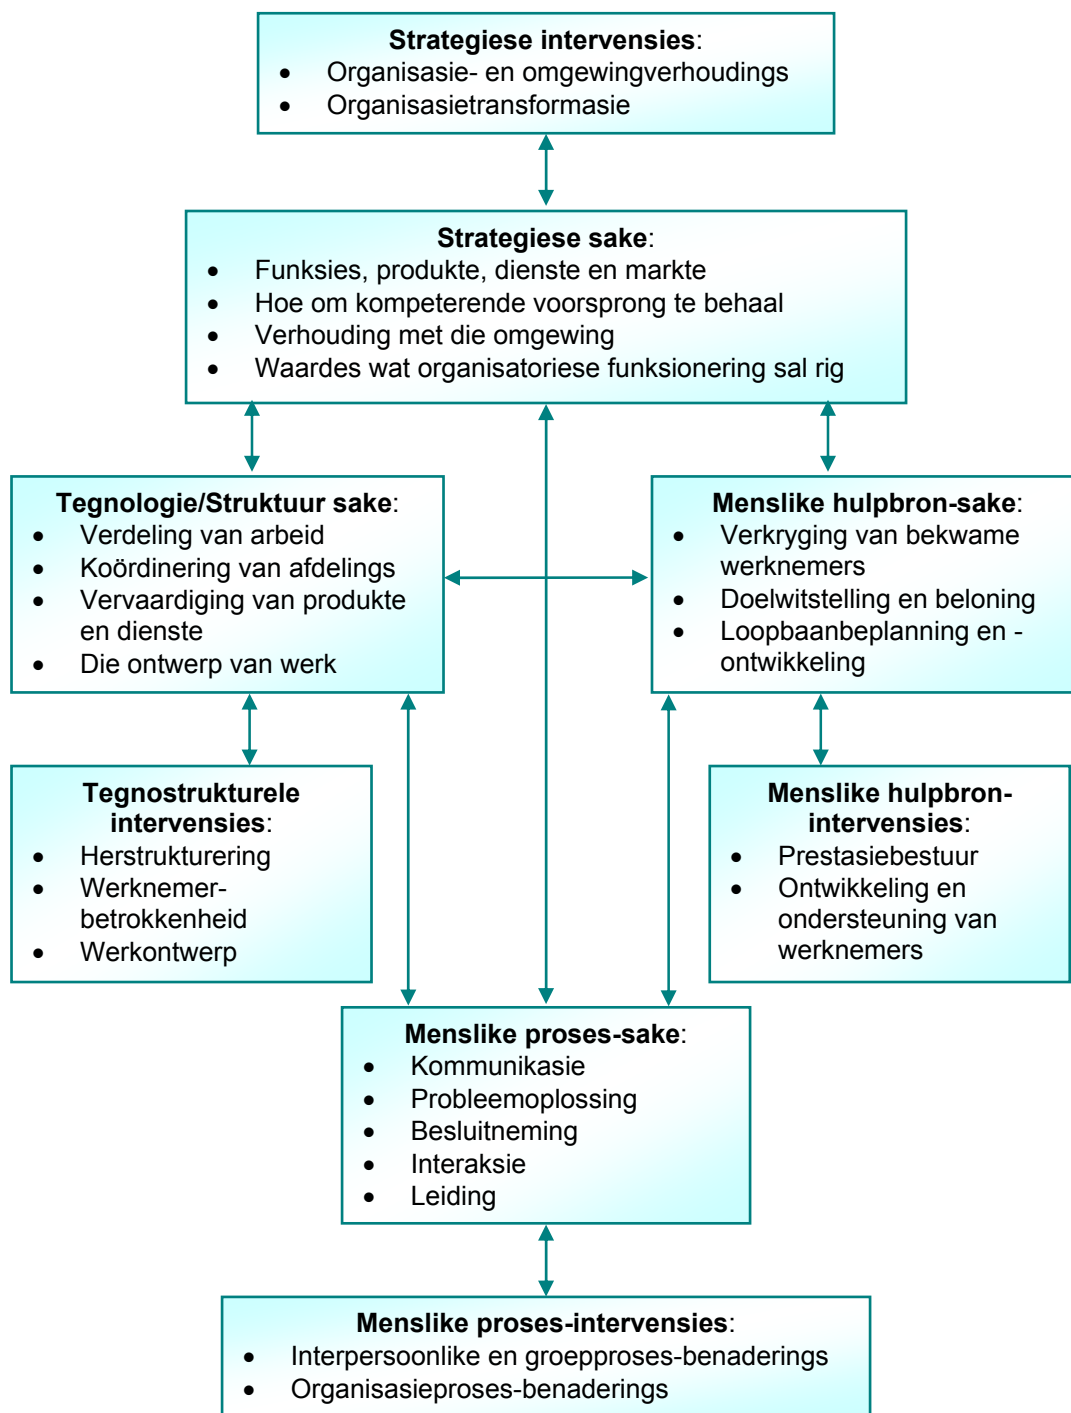 Strategiese intervensies:
• Organisasie- en omgewingverhoudings
• Organisasietransformasie
Strategiese sake:
• Funksies, produkte, dienste en markte
• Hoe om kompeterende voorsprong te behaal
• Verhouding met die omgewing
• Waardes wat organisatoriese funksionering sal rig
Tegnologie/Struktuur sake:
• Verdeling van arbeid
• Koördinering van afdelings
• Vervaardiging van produkte
en dienste
• Die ontwerp van werk
Menslike hulpbron-sake:
• Verkryging van bekwame
werknemers
• Doelwitstelling en beloning
• Loopbaanbeplanning en -
ontwikkeling
Tegnostrukturele
intervensies:
• Herstrukturering
• Werknemer-
betrokkenheid
• Werkontwerp
Menslike hulpbron-
intervensies:
• Prestasiebestuur
• Ontwikkeling en
ondersteuning van
werknemers
Menslike proses-sake:
• Kommunikasie
• Probleemoplossing
• Besluitneming
• Interaksie
• Leiding
Menslike proses-intervensies:
• Interpersoonlike en groepproses-benaderings
• Organisasieproses-benaderings